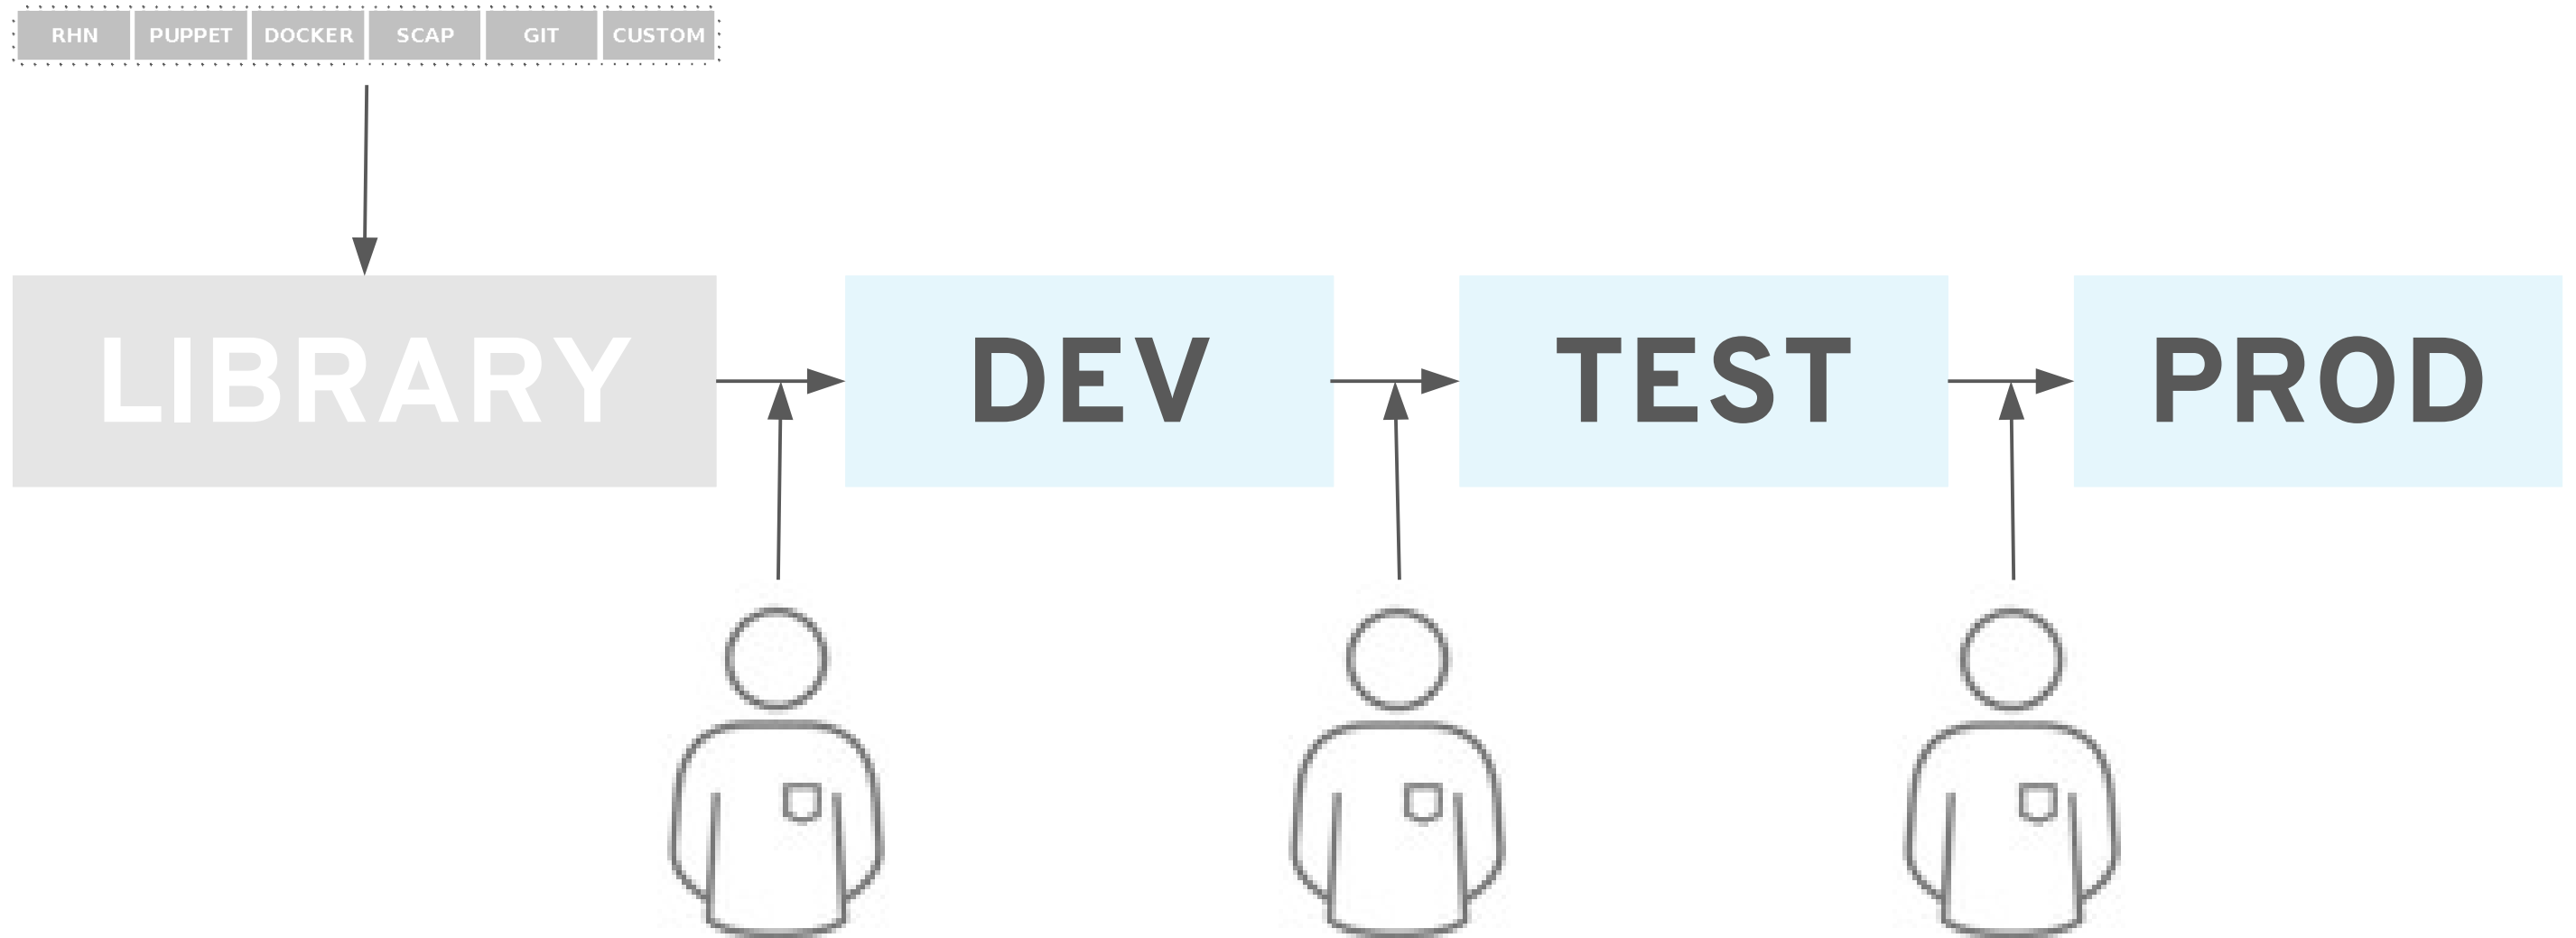 RHN PUPPET DOCKER SCAP GIT CUSTOM
LIBRARY DEV TEST PROD